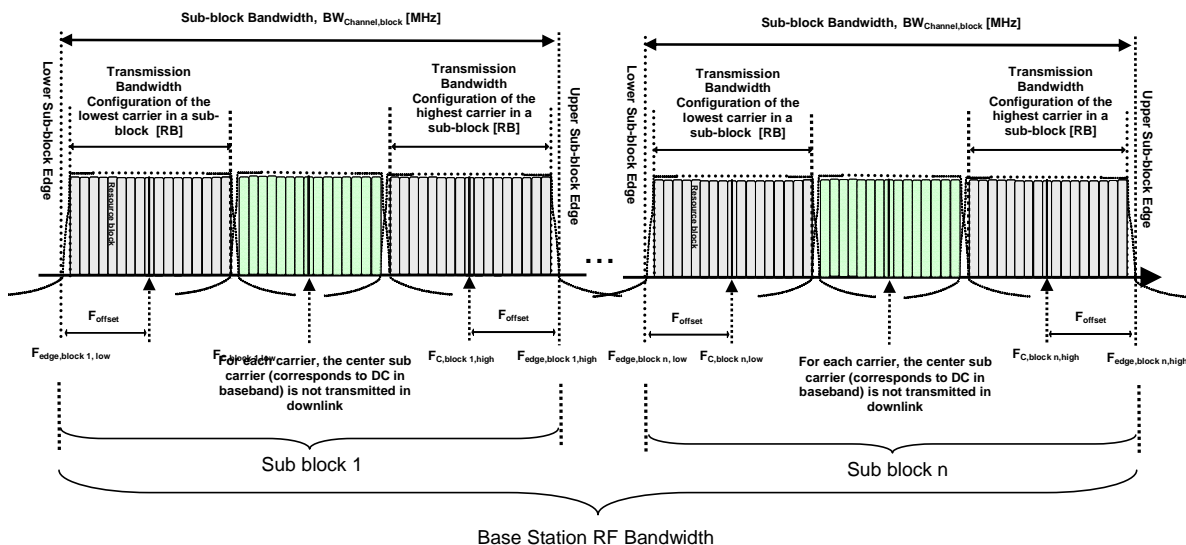 Sub-block Bandwidth, BWChannel,block [MHz]
Sub-block Bandwidth, BWChannel,block [MHz]
Lower Sub-block Edge
Transmission
Bandwidth
Configuration of the
lowest carrier in a sub-
block [RB]
Transmission
Bandwidth
Configuration of the
highest carrier in a
sub-block [RB]
Upper Sub-block Edge
Lower Sub-block Edge
Transmission
Bandwidth
Configuration of the
lowest carrier in a
sub-block [RB]
Transmission
Bandwidth
Configuration of the
highest carrier in a
sub-block [RB]
Upper Sub-block Edge
Resource block
Resource block
...
Foffset
Foffset
Foffset
Foffset
Fedge,block 1, low
FC,block 1,low
FC,block 1,high
Fedge,block 1,high
Fedge,block n, low
FC,block n,low
FC,block n,high
Fedge,block n,high
For each carrier, the center sub
carrier (corresponds to DC in
baseband) is not transmitted in
downlink
For each carrier, the center sub
carrier (corresponds to DC in
baseband) is not transmitted in
downlink
Sub block 1
Sub block n
Base Station RF Bandwidth